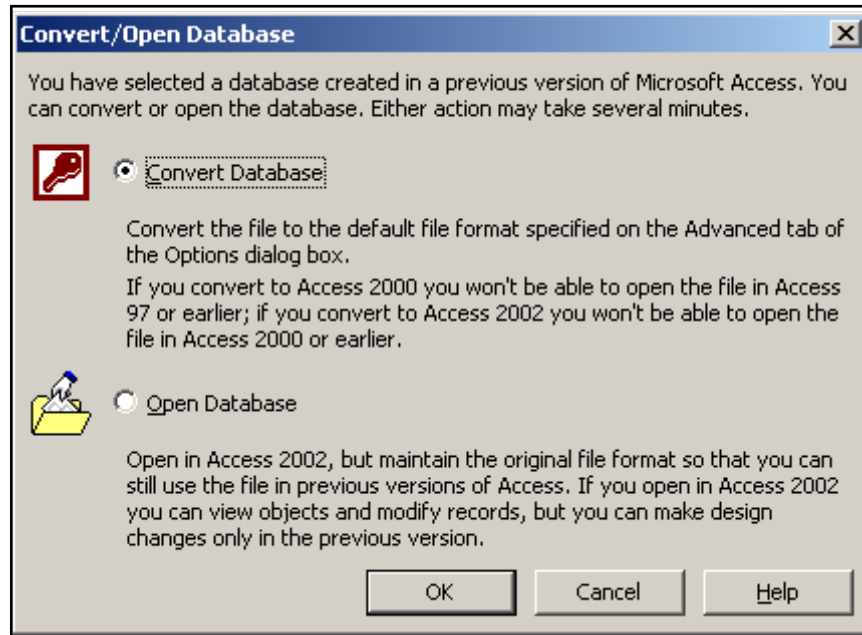 Convert/Open Database
You have selected a database created in a previous version of Microsoft Access. You
can convert or open the database. Either action may take several minutes.
Convert Database
Convert the file to the default file format specified on the Advanced tab of
the Options dialog box.
If you convert to Access 2000 you won't be able to open the file in Access
97 or earlier; if you convert to Access 2002 you won't be able to open the
file in Access 2000 or earlier.
Open Database
Open in Access 2002, but maintain the original file format so that you can
still use the file in previous versions of Access. If you open in Access 2002
you can view objects and modify records, but you can make design
changes only in the previous version.
OK
Cancel
Help